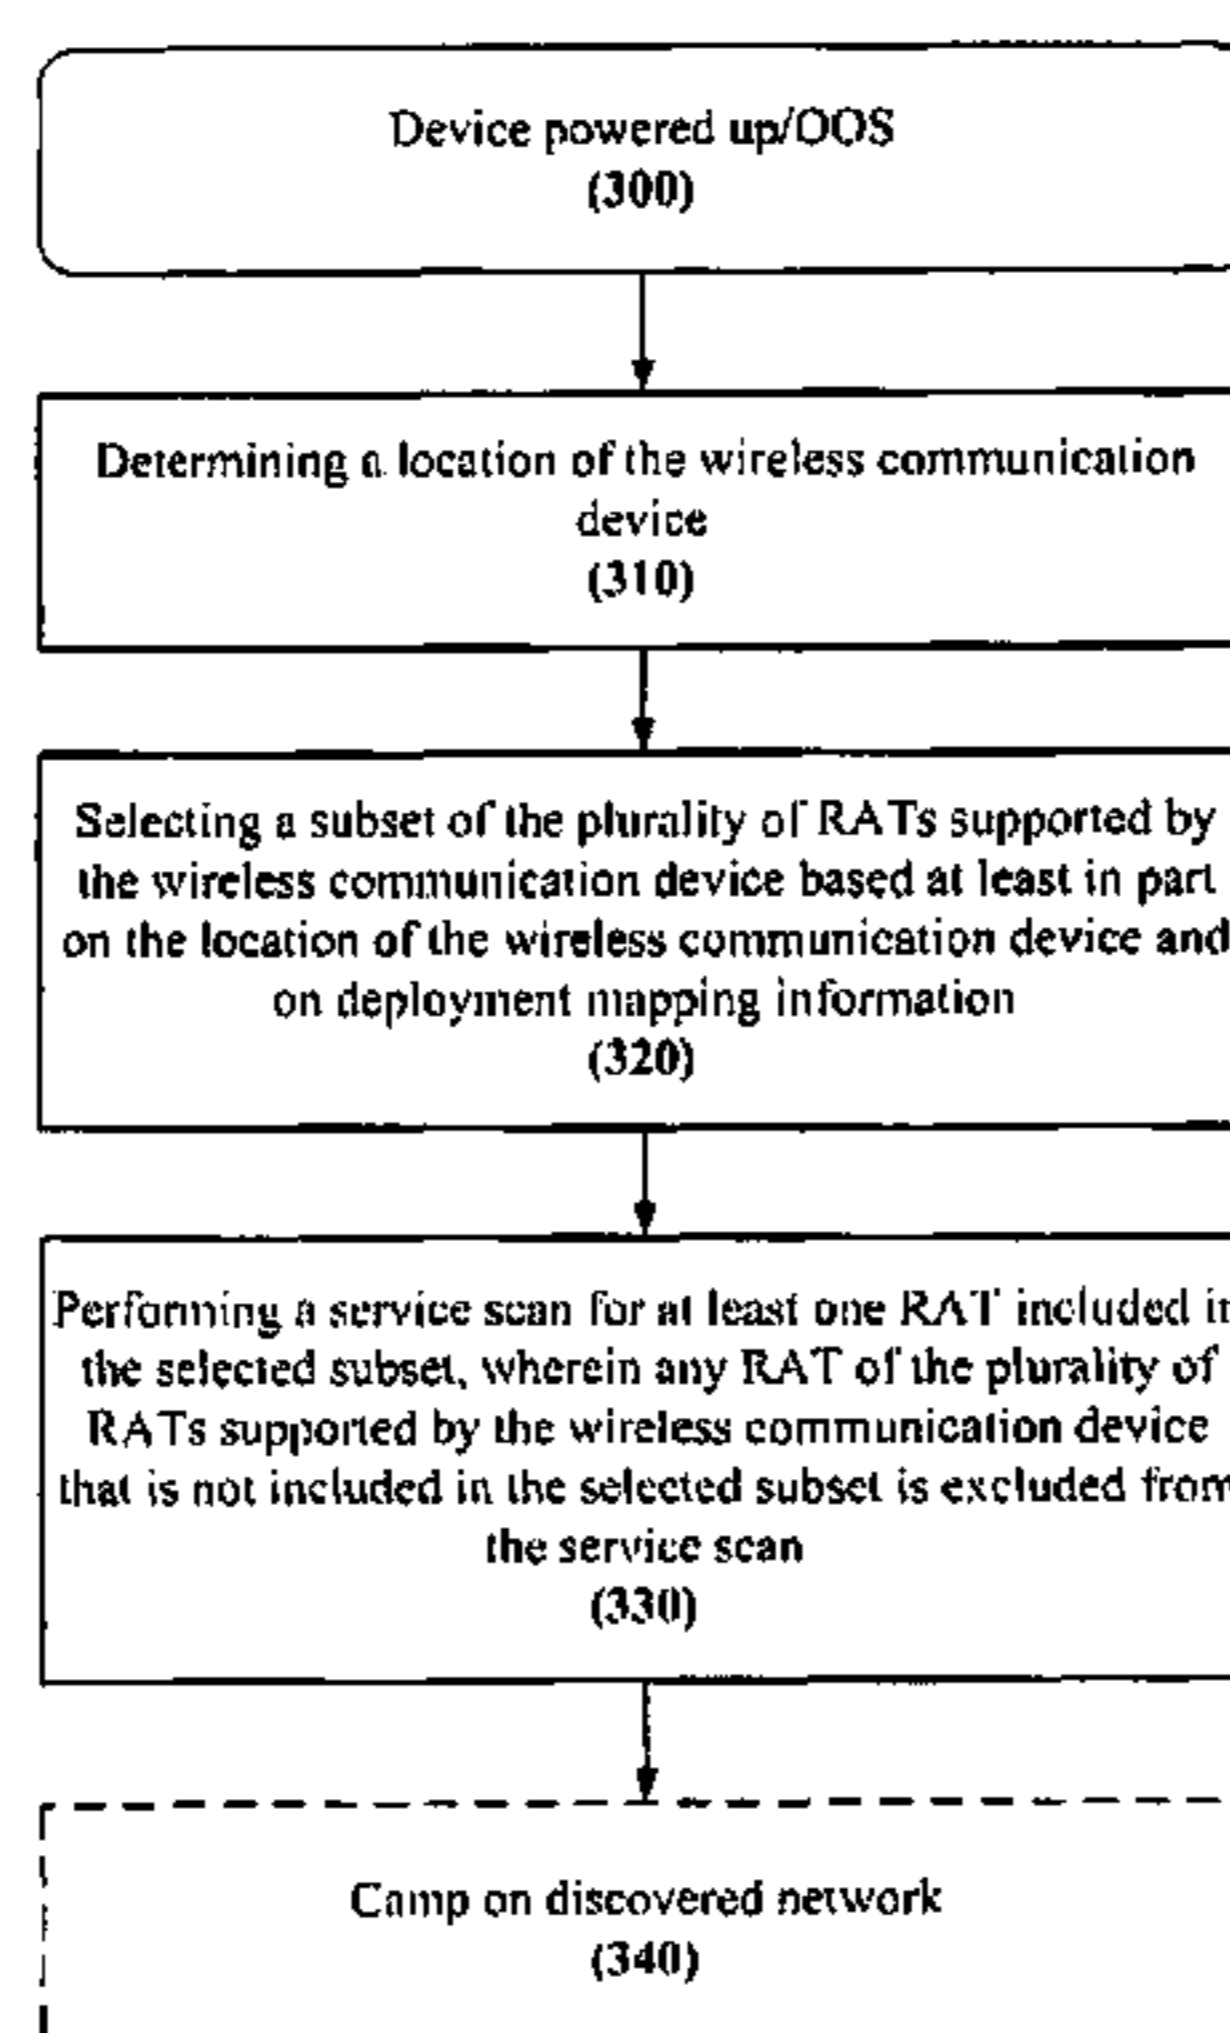 Device powered up/OOS
(300)
Determining a location of the wireless communication
device
(310)
Selecting a subset of the plurality of RATs supported by
the wireless communication device based at least in part
on the location of the wireless communication device and
on deployment mapping information
(320)
Performing a service scan for at least one RAT included in
the selected subset, wherein any RAT of the plurality of
RATs supported by the wireless communication device
that is not included in the selected subset is excluded from
the service scan
(330)
Camp on discovered network
(340)